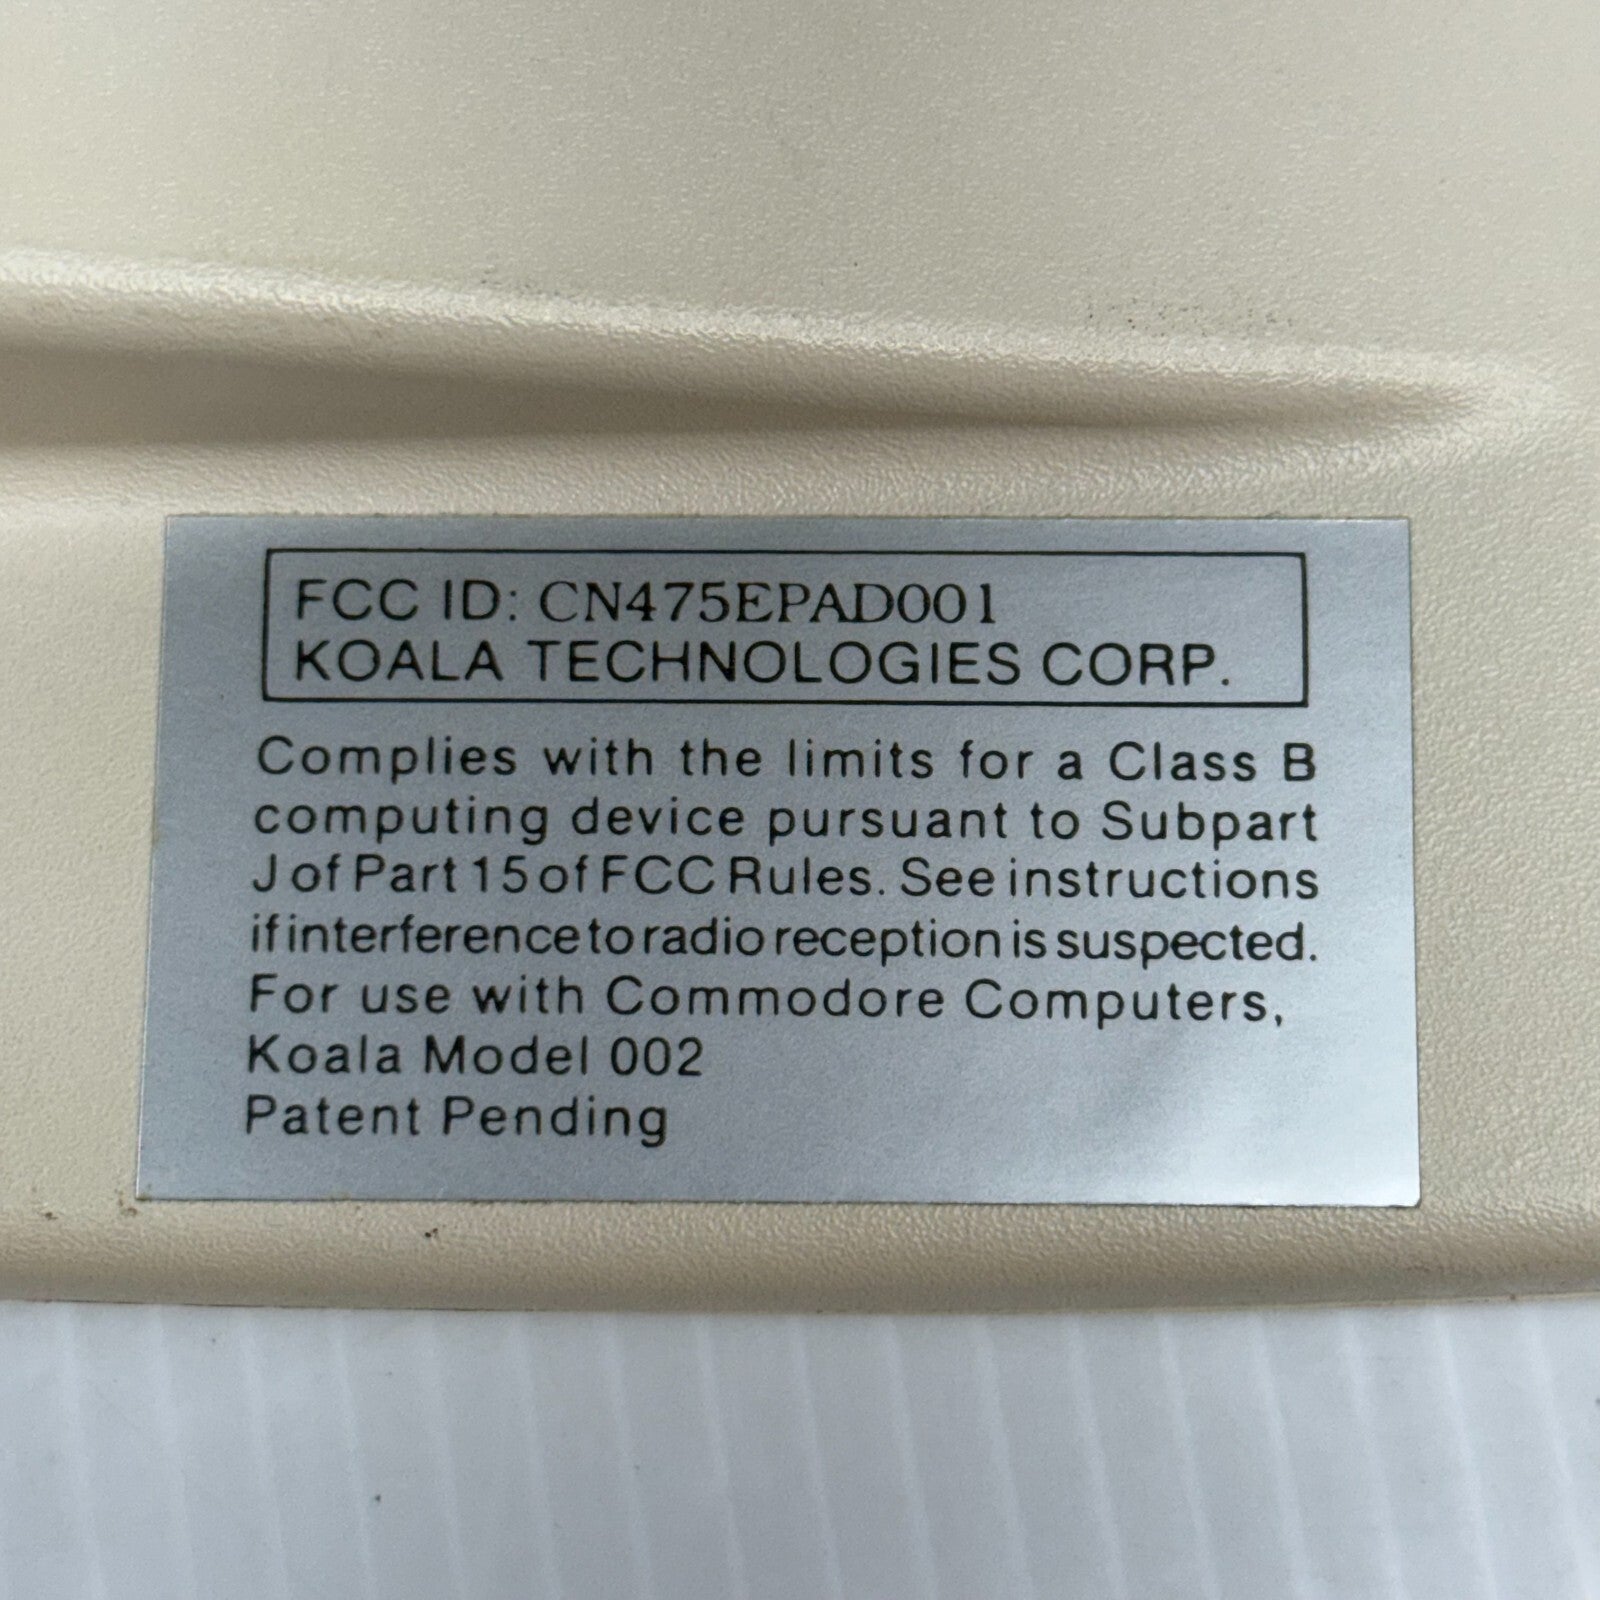 FCC ID: CN475EPAD001
KOALA TECHNOLOGIES CORP.
Complies with the limits for a Class B
computing device pursuant to Subpart
J of Part 15 of FCC Rules. See instructions
if interference to radio reception is suspected.
For use with Commodore Computers,
Koala Model 002
Patent Pending